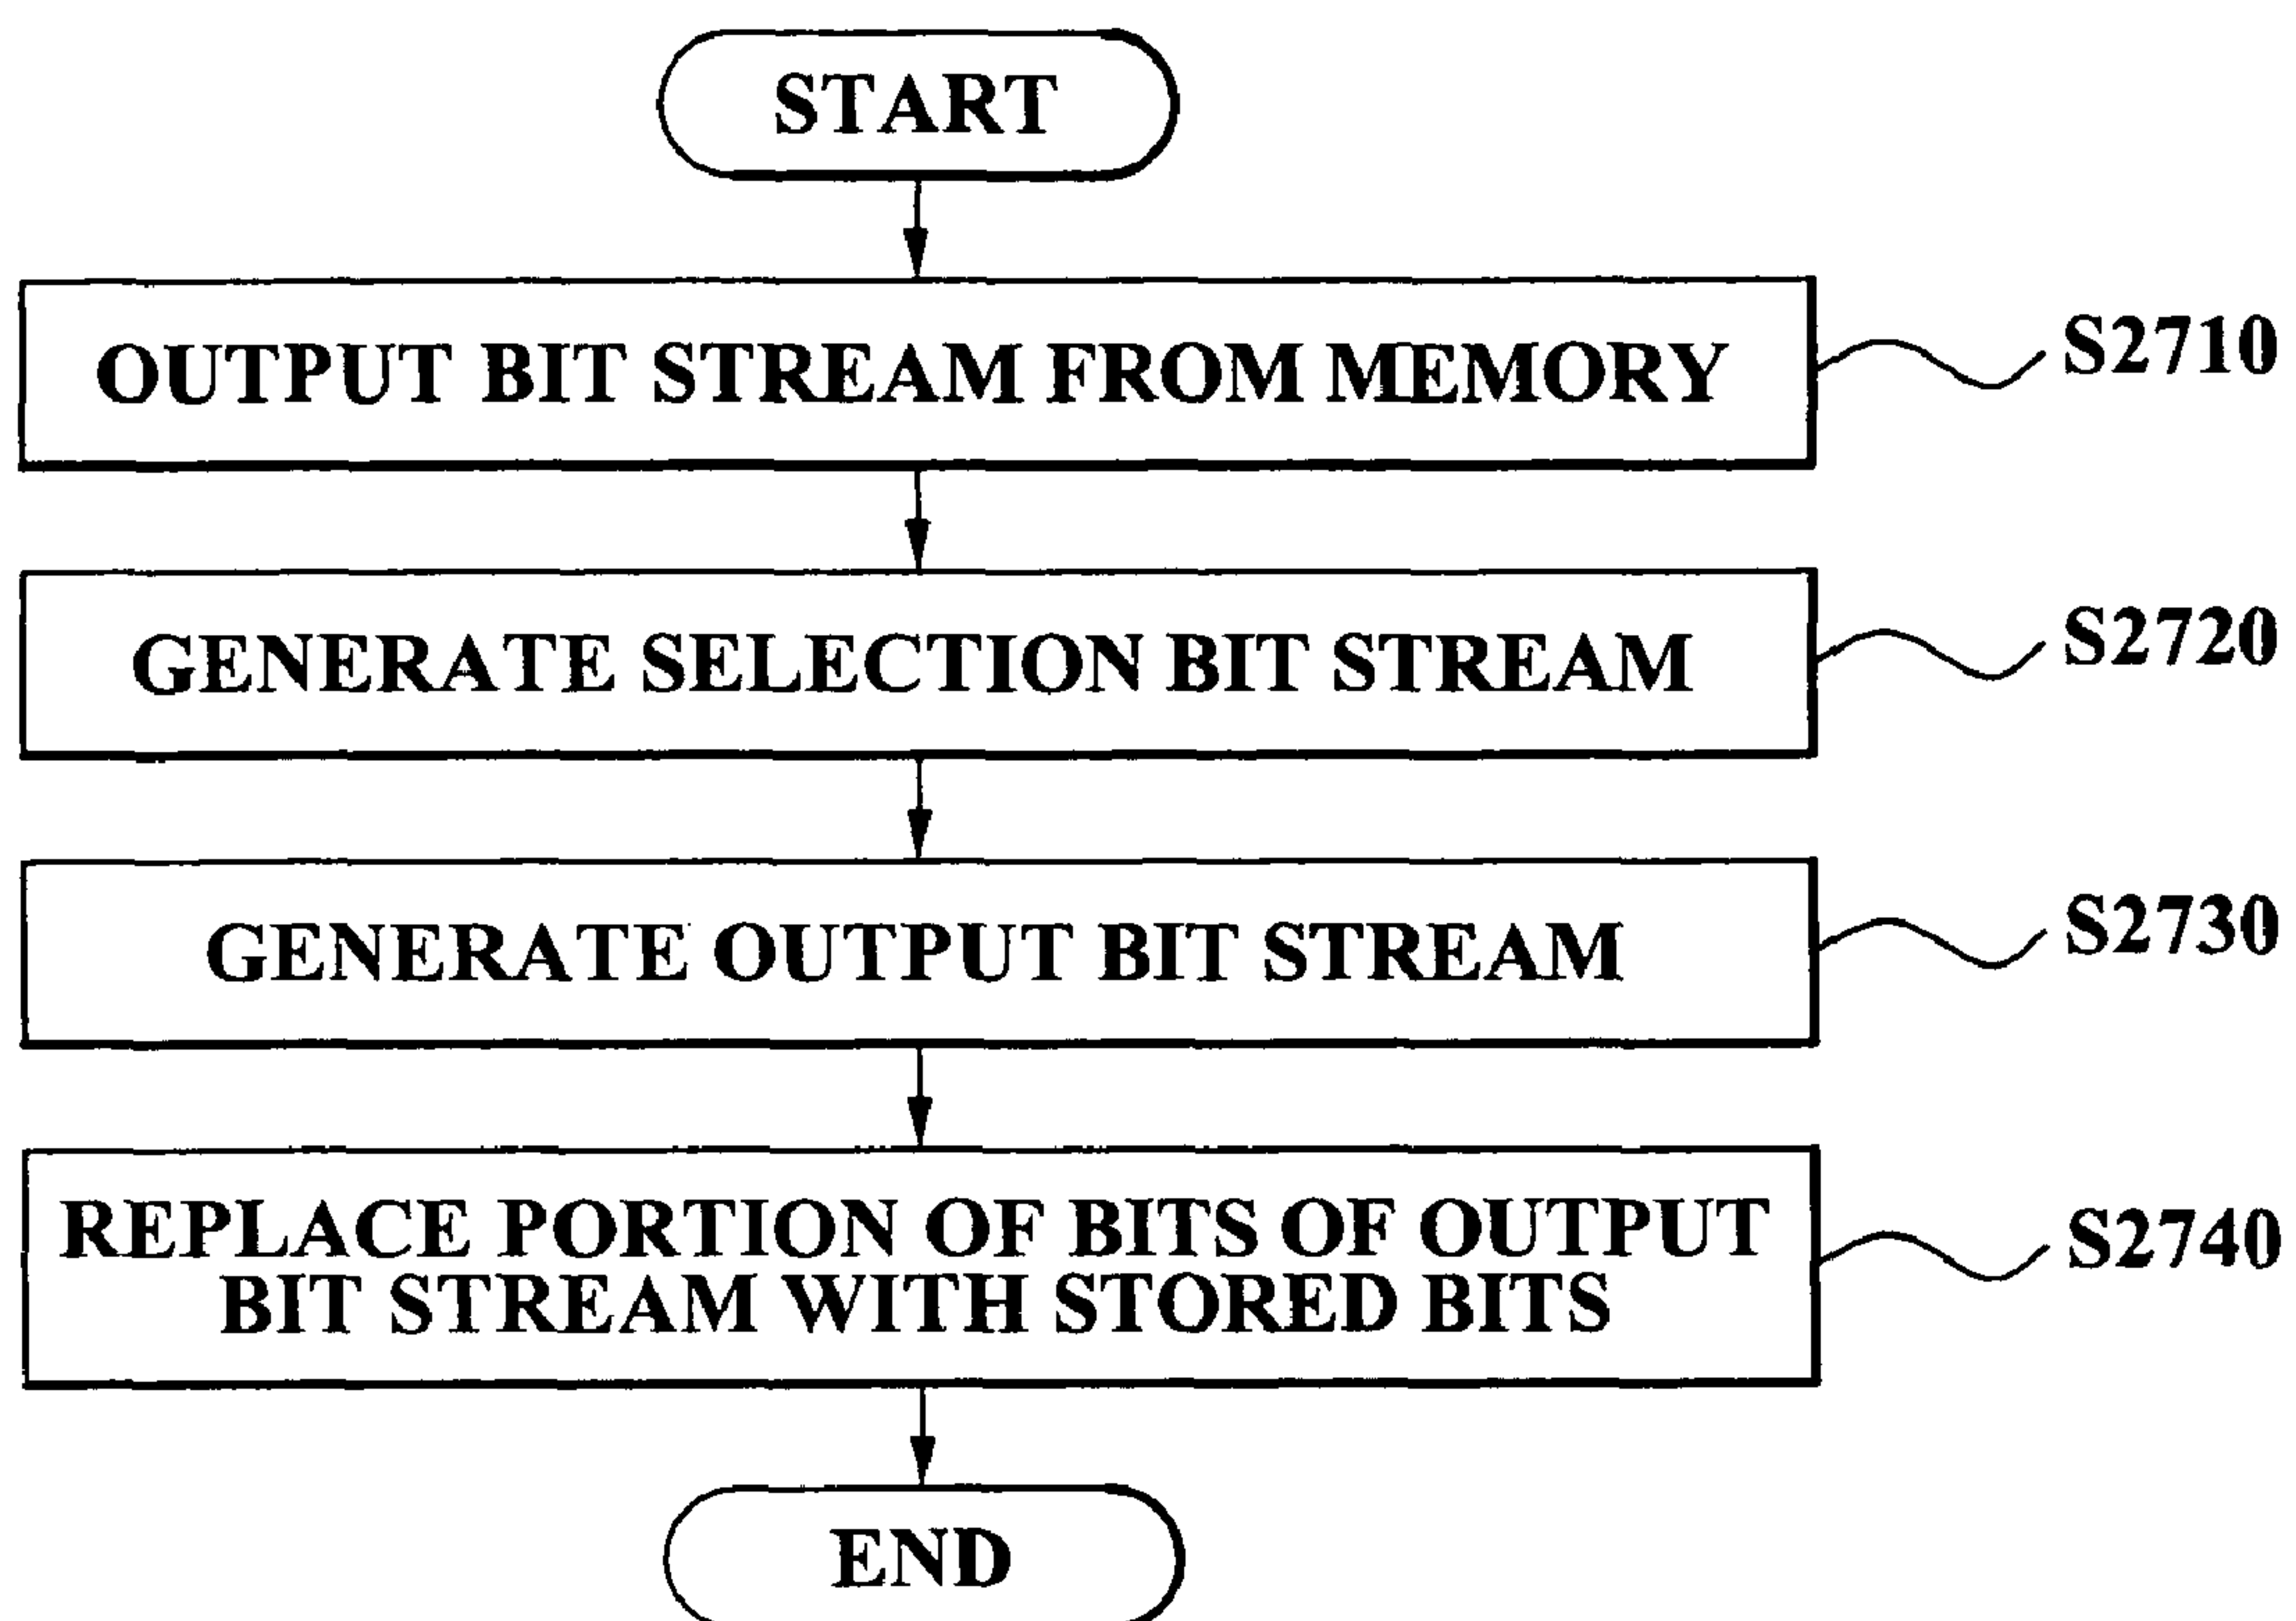 START
OUTPUT BIT STREAM FROM MEMORY
S2710
GENERATE SELECTION BIT STREAM
S2720
GENERATE OUTPUT BIT STREAM
S2730
REPLACE PORTION OF BITS OF OUTPUT
BIT STREAM WITH STORED BITS
S2740
END